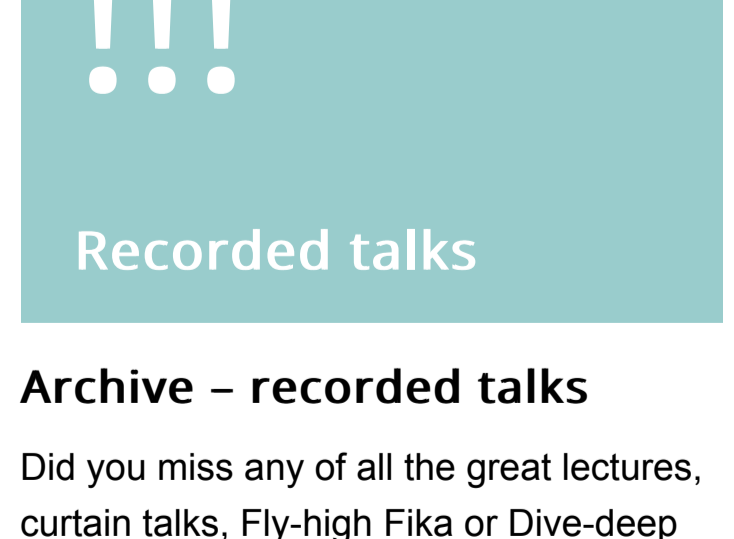 !!!
Recorded talks
Archive – recorded talks
Did you miss any of all the great lectures,
curtain talks, Fly-high Fika or Dive-deep